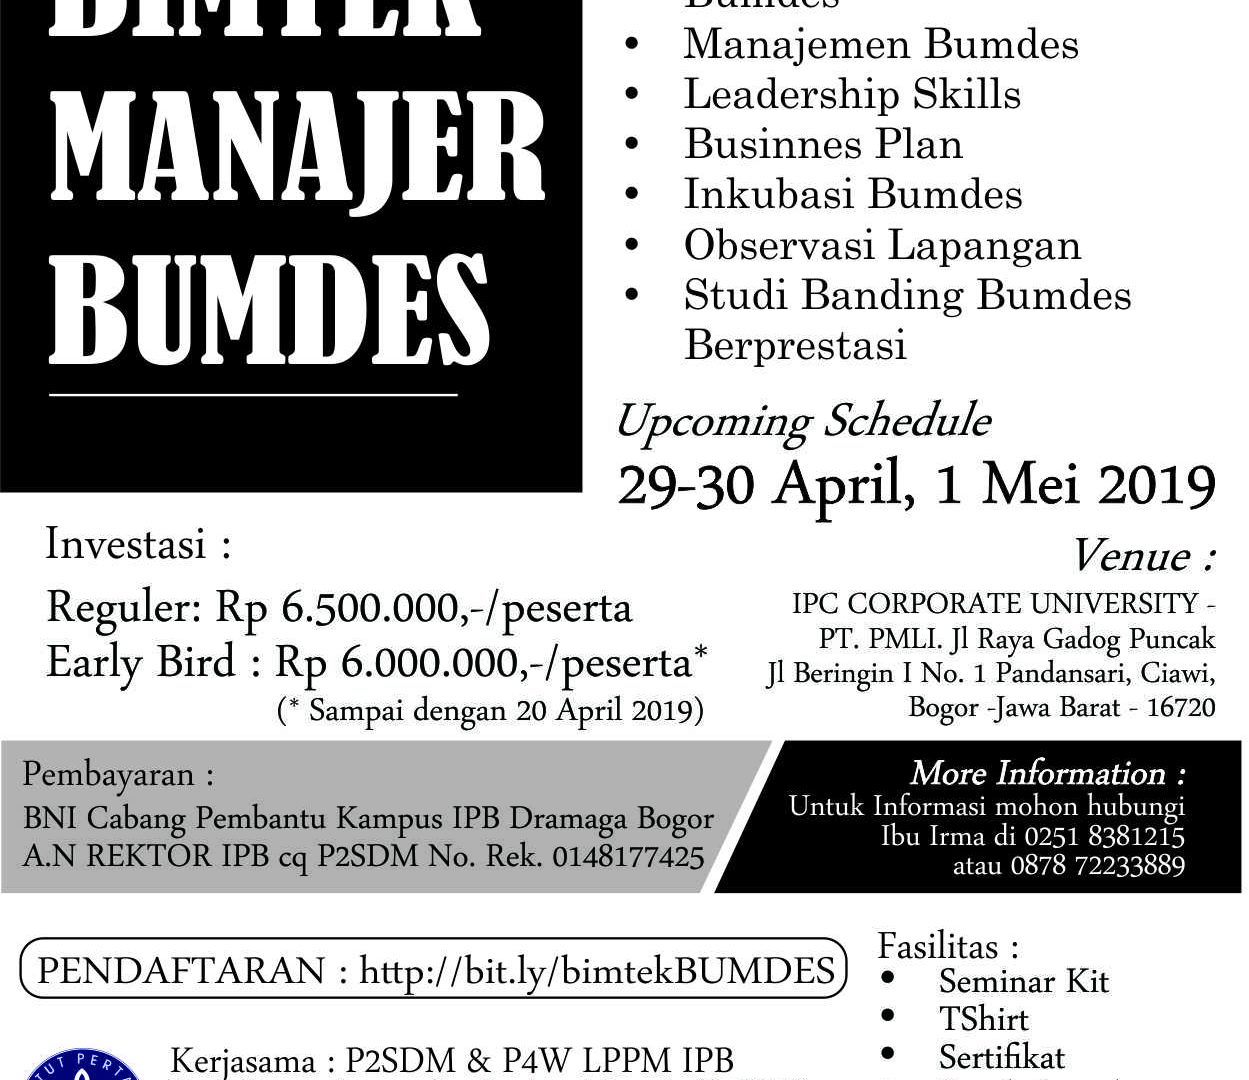 BIMTEK
MANAJER
BUMDES
Bumdes
• Manajemen Bumdes
• Leadership Skills
• Businnes Plan
• Inkubasi Bumdes
• Observasi Lapangan
• Studi Banding Bumdes
Berprestasi
Upcoming Schedule
29-30 April, 1 Mei 2019
Investasi :
Reguler: Rp 6.500.000,-/peserta
Early Bird : Rp 6.000.000,-/peserta*
(* Sampai dengan 20 April 2019)
Venue :
IPC CORPORATE UNIVERSITY -
PT. PMLI. Jl Raya Gadog Puncak
Jl Beringin I No. 1 Pandansari, Ciawi,
Bogor -Jawa Barat - 16720
Pembayaran :
BNI Cabang Pembantu Kampus IPB Dramaga Bogor
A.N REKTOR IPB cq P2SDM No. Rek. 0148177425
More Information :
Untuk Informasi mohon hubungi
Ibu Irma di 0251 8381215
atau 0878 72233889
PENDAFTARAN : http://bit.ly/bimtekBUMDES
Fasilitas :
• Seminar Kit
• TShirt
• Sertifikat
Kerjasama : P2SDM & P4W LPPM IPB